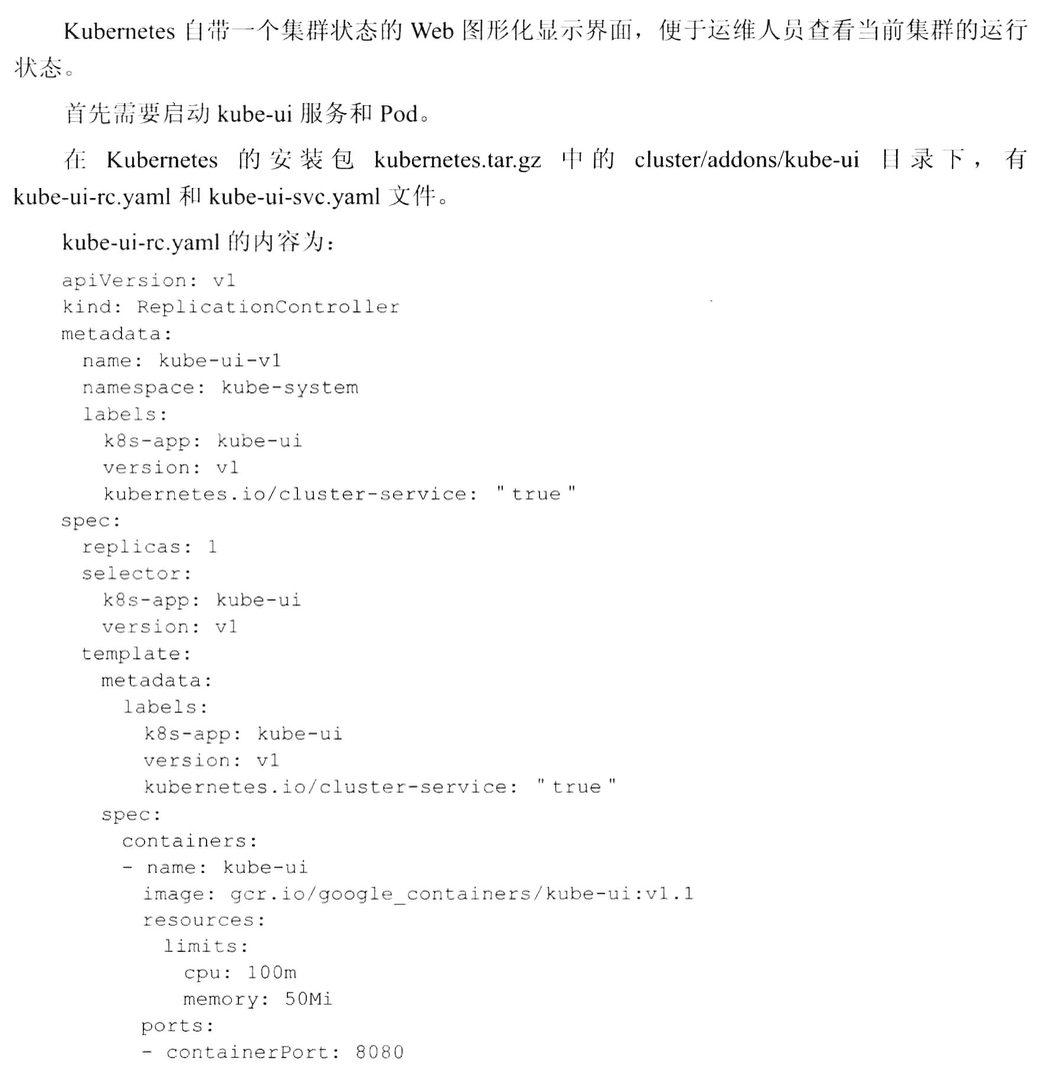 Kubernetes 自带一个集群状态的 Web 图形化显示界面，便于运维人员查看当前集群的运行
状态。
首先需要启动 kube-ui 服务和 Pod。
在 Kubernetes 的安装包 kubernetes.tar.gz 中的 cluster/addons/kube-ui 目录下，有
kube-ui-rc.yaml 和 kube-ui-svc.yaml 文件。
kube-ui-rc.yaml 的内容为：
apiVersion: v1
kind: ReplicationController
metadata:
  name: kube-ui-v1
  namespace: kube-system
  labels:
    k8s-app: kube-ui
    version: v1
    kubernetes.io/cluster-service: "true"
spec:
  replicas: 1
  selector:
    k8s-app: kube-ui
    version: v1
  template:
    metadata:
      labels:
        k8s-app: kube-ui
        version: v1
        kubernetes.io/cluster-service: "true"
    spec:
      containers:
      - name: kube-ui
        image: gcr.io/google_containers/kube-ui:v1.1
        resources:
          limits:
            cpu: 100m
            memory: 50Mi
        ports:
        - containerPort: 8080